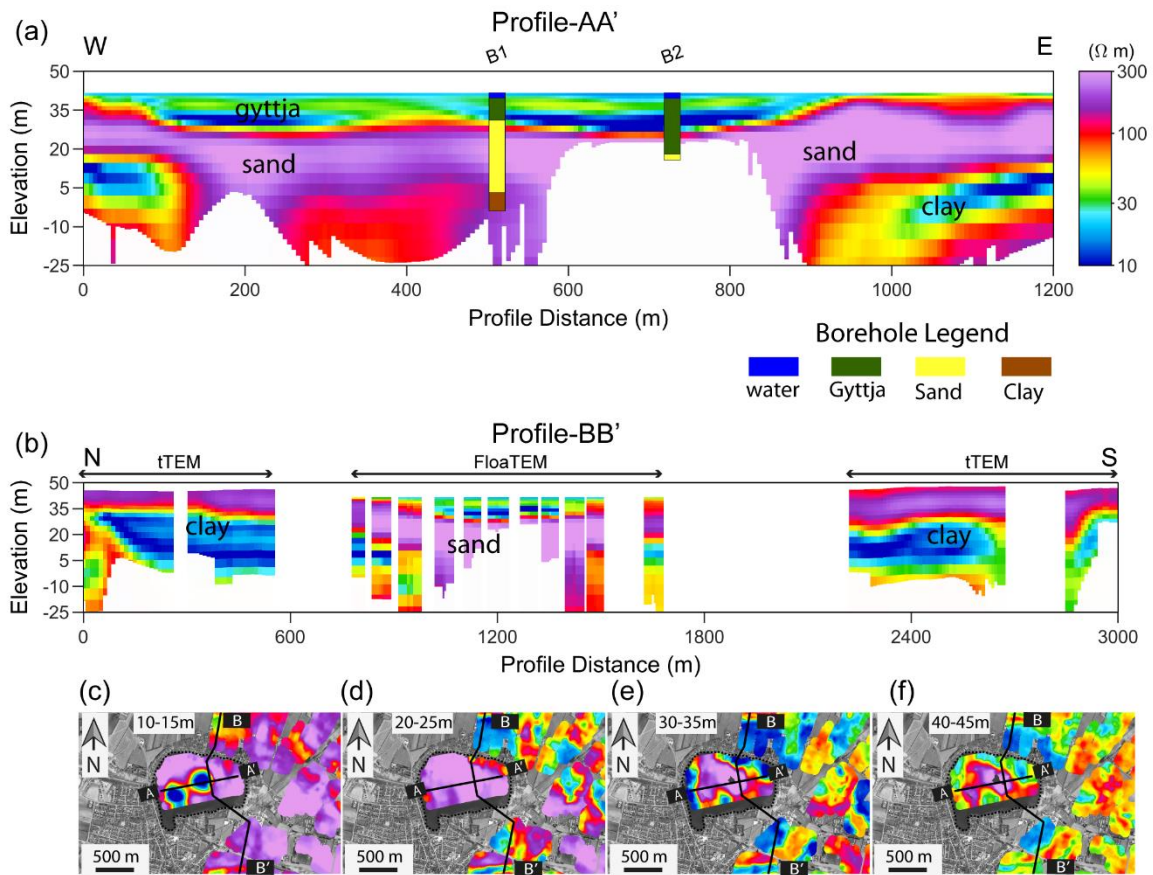 (a)
Profile-AA'
W
B1
B2
E
(Ω m)
50
35
20
5
-10
-25
Elevation (m)
gyttja
sand
sand
clay
300
100
30
10
0
200
400
600
800
1000
1200
Profile Distance (m)
Borehole Legend
water
Gyttja
Sand
Clay
(b)
Profile-BB'
N
tTEM
FloaTEM
tTEM
S
50
35
20
5
-10
-25
Elevation (m)
clay
sand
clay
0
600
1200
1800
2400
3000
Profile Distance (m)
(c)
10-15m
B
N
A
A'
500 m
B'
(d)
20-25m
B
N
A
A'
500 m
B'
(e)
30-35m
B
N
A
A'
500 m
B'
(f)
40-45m
B
N
A
A'
500 m
B'